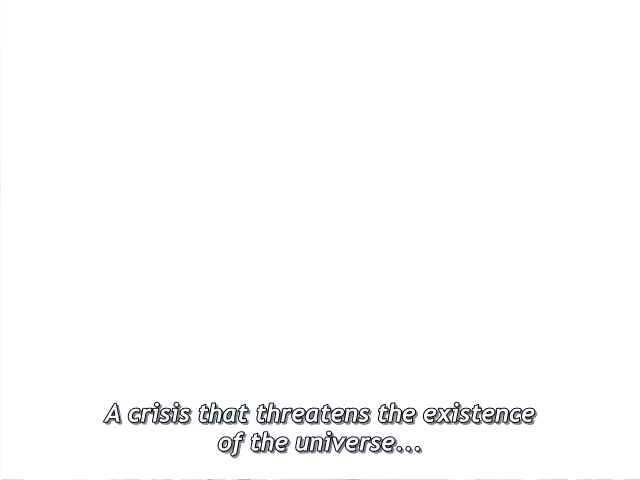 A crisis that threatens the existence
of the universe...